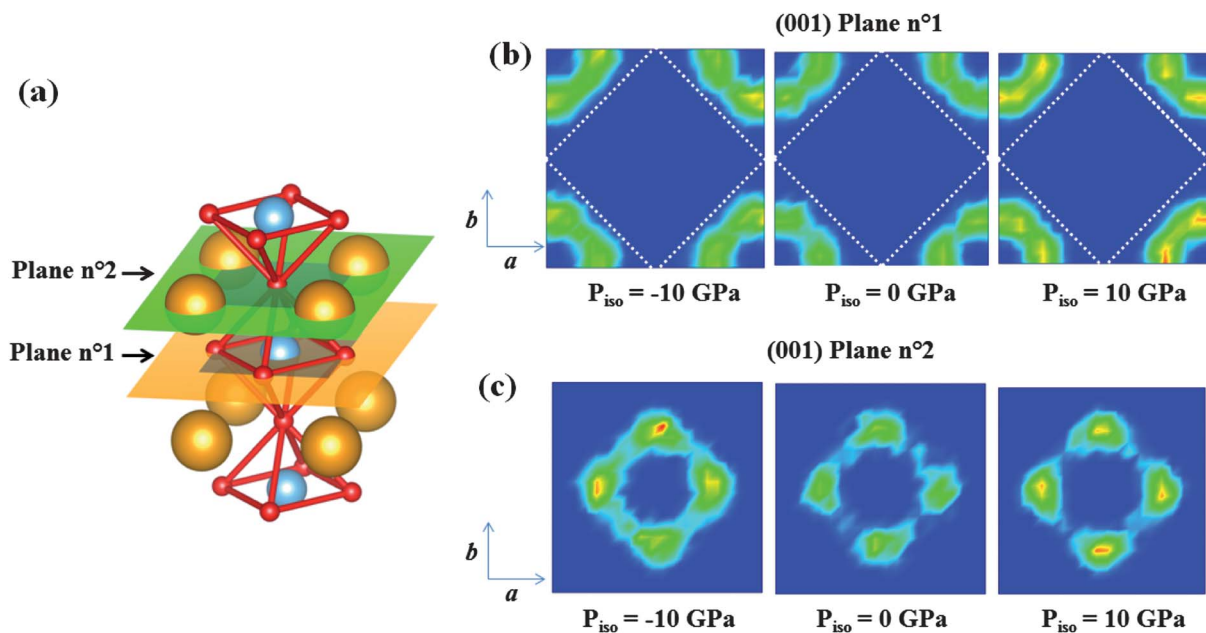 (001) Plane n°1
(b)
(a)
b
a
P_iso = -10 GPa
P_iso = 0 GPa
P_iso = 10 GPa
Plane n°2
Plane n°1
(001) Plane n°2
(c)
b
a
P_iso = -10 GPa
P_iso = 0 GPa
P_iso = 10 GPa